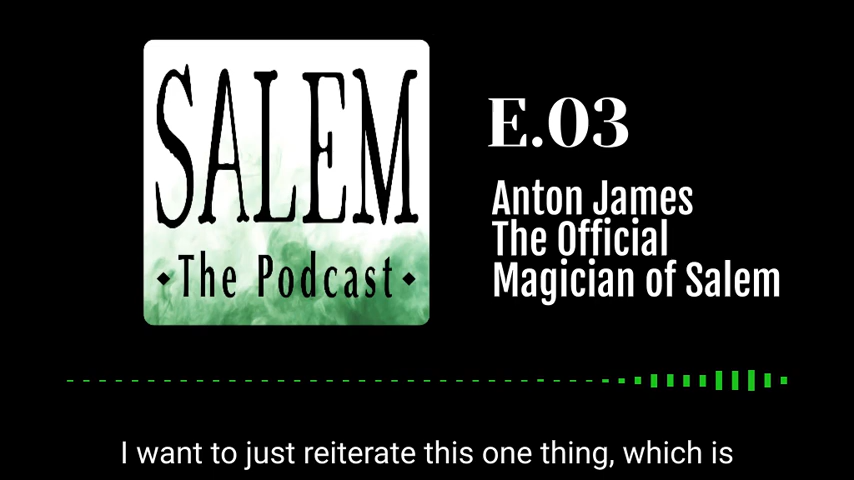 SALEM
The Podcast
E.03
Anton James
The Official
Magician of Salem
I want to just reiterate this one thing, which is